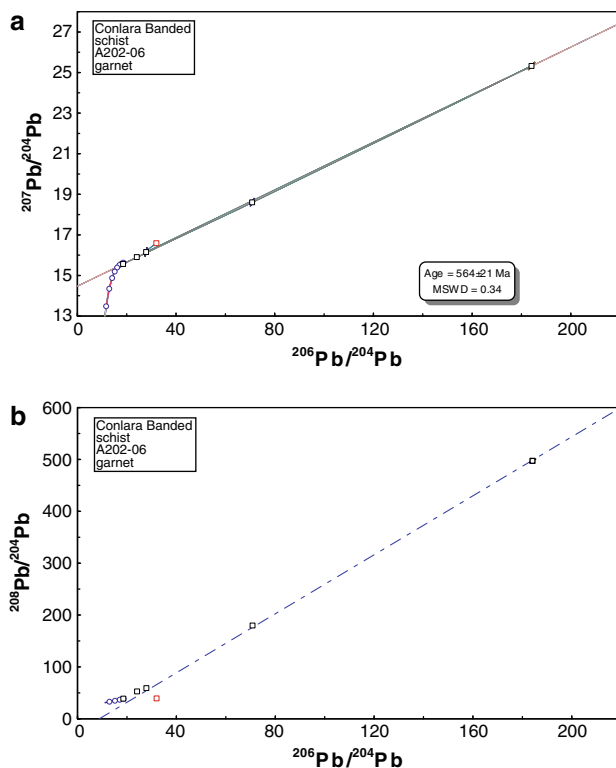 a
27
25
23
21
19
17
15
13
²⁰⁷Pb/²⁰⁴Pb
Conlara Banded
schist
A202-06
garnet
Age = 564±21 Ma
MSWD = 0.34
0
40
80
120
160
200
²⁰⁶Pb/²⁰⁴Pb
b
600
500
400
300
200
100
0
²⁰⁸Pb/²⁰⁴Pb
Conlara Banded
schist
A202-06
garnet
0
40
80
120
160
200
²⁰⁶Pb/²⁰⁴Pb